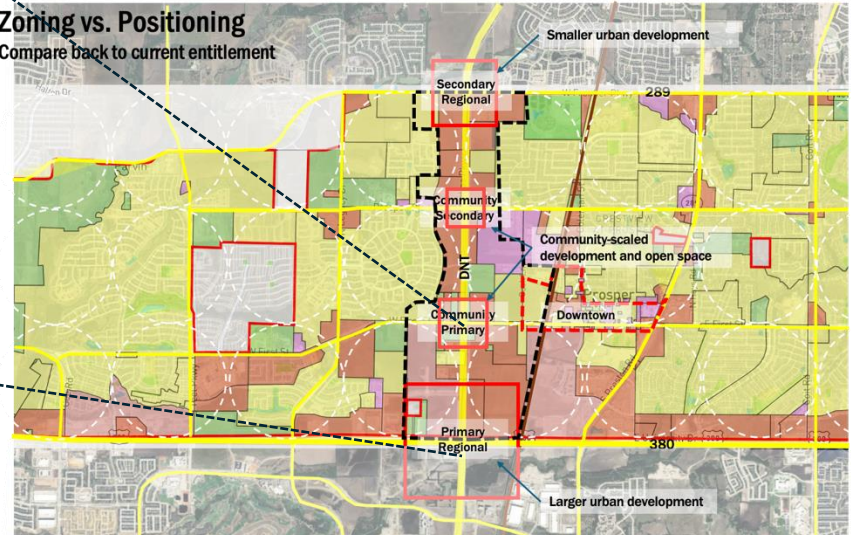 Zoning vs. Positioning
Compare back to current entitlement
Smaller urban development
Secondary
Regional
289
Community
Secondary
Community-scaled
development and open space
DNT
Prosper
Community
Primary
Downtown
Primary
Regional
380
Larger urban development